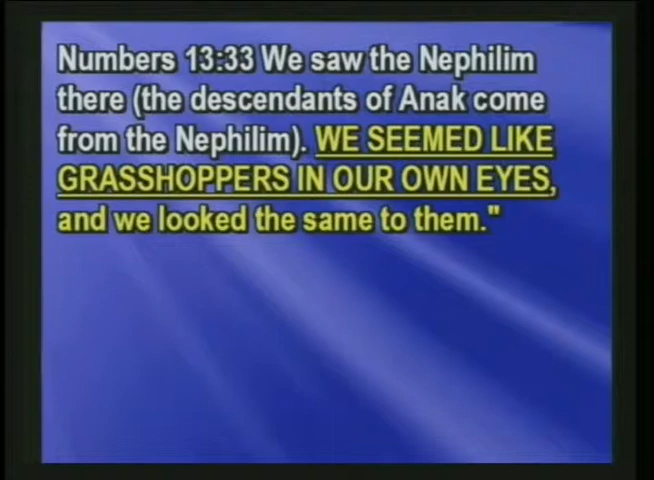 Numbers 13:33 We saw the Nephilim
there (the descendants of Anak come
from the Nephilim). WE SEEMED LIKE
GRASSHOPPERS IN OUR OWN EYES,
and we looked the same to them."